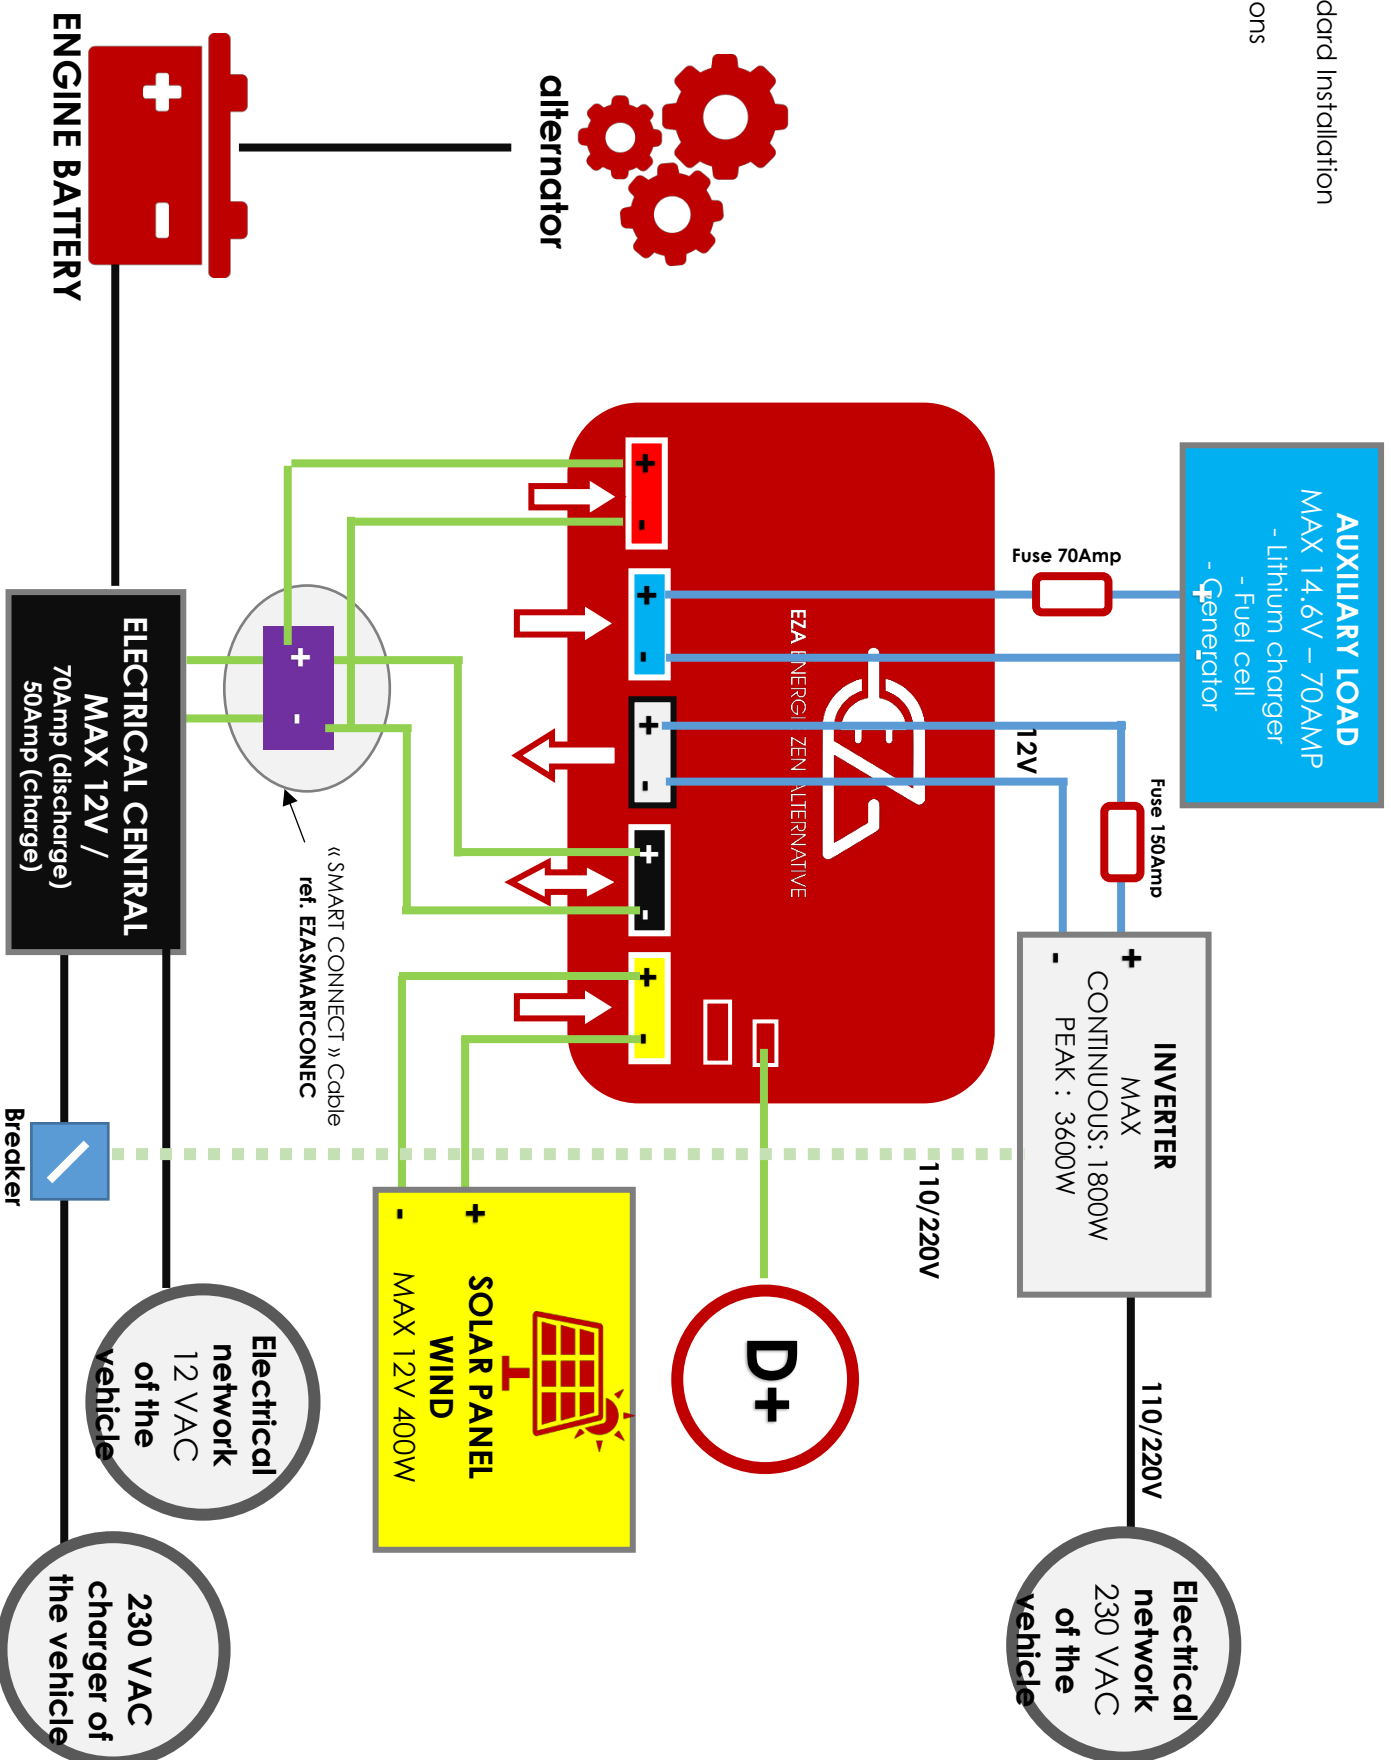 dard Installation
ons
AUXILIARY LOAD
MAX 14.6V – 70AMP
- Lithium charger
- Fuel cell
- Generator
+
-
Fuse 70Amp
12V
Fuse 150Amp
+
-
INVERTER
MAX
CONTINUOUS: 1800W
PEAK : 3600W
110/220V
Electrical
network
230 VAC
of the
vehicle
alternator
ENGINE BATTERY
EZA ENERGI ZEN ALTERNATIVE
+ -
+ -
+ -
+ -
+ -
110/220V
D+
+
-
SOLAR PANEL
WIND
MAX 12V 400W
+ -
« SMART CONNECT » Cable
ref. EZASMARTCONEC
ELECTRICAL CENTRAL
MAX 12V /
70Amp (discharge)
50Amp (charge)
Breaker
Electrical
network
12 VAC
of the
vehicle
230 VAC
charger of
the vehicle